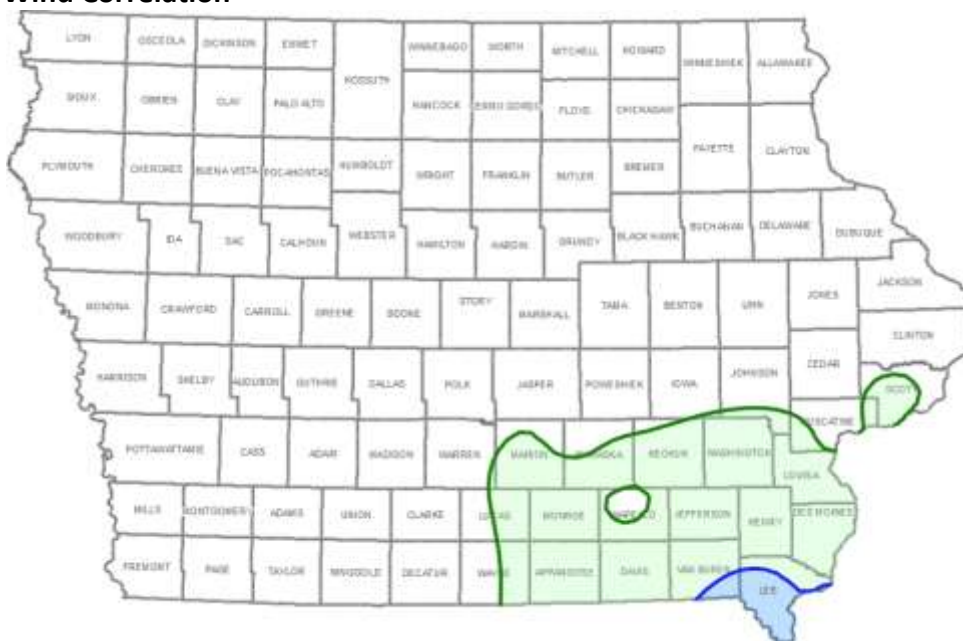 Wind Correlation
LYON OSCEOLA DICKINSON EMMET WINNEBAGO WORTH MITCHELL HOWARD WINNESHIEK ALLAMAKEE
KOSSUTH
SIOUX OBRIEN CLAY PALO ALTO HANCOCK CERRO GORDO FLOYD CHICKASAW
FAYETTE CLAYTON
PLYMOUTH CHEROKEE BUENA VISTA POCAHONTAS HUMBOLDT WRIGHT FRANKLIN BUTLER BREMER
WOODBURY IDA SAC CALHOUN WEBSTER HAMILTON HARDIN GRUNDY BLACK HAWK BUCHANAN DELAWARE DUBUQUE
JACKSON
MONONA CRAWFORD CARROLL GREENE BOONE STORY MARSHALL TAMA BENTON LINN JONES
CLINTON
HARRISON SHELBY AUDUBON GUTHRIE DALLAS POLK JASPER POWESHIEK IOWA JOHNSON CEDAR
SCOTT
MUSCATINE
POTTAWATTAMIE CASS ADAIR MADISON WARREN MARION MAHASKA KEOKUK WASHINGTON
LOUISA
MILLS MONTGOMERY ADAMS UNION CLARKE LUCAS MONROE WAPELLO JEFFERSON HENRY DES MOINES
FREMONT PAGE TAYLOR RINGGOLD DECATUR WAYNE APPANOOSE DAVIS VAN BUREN
LEE